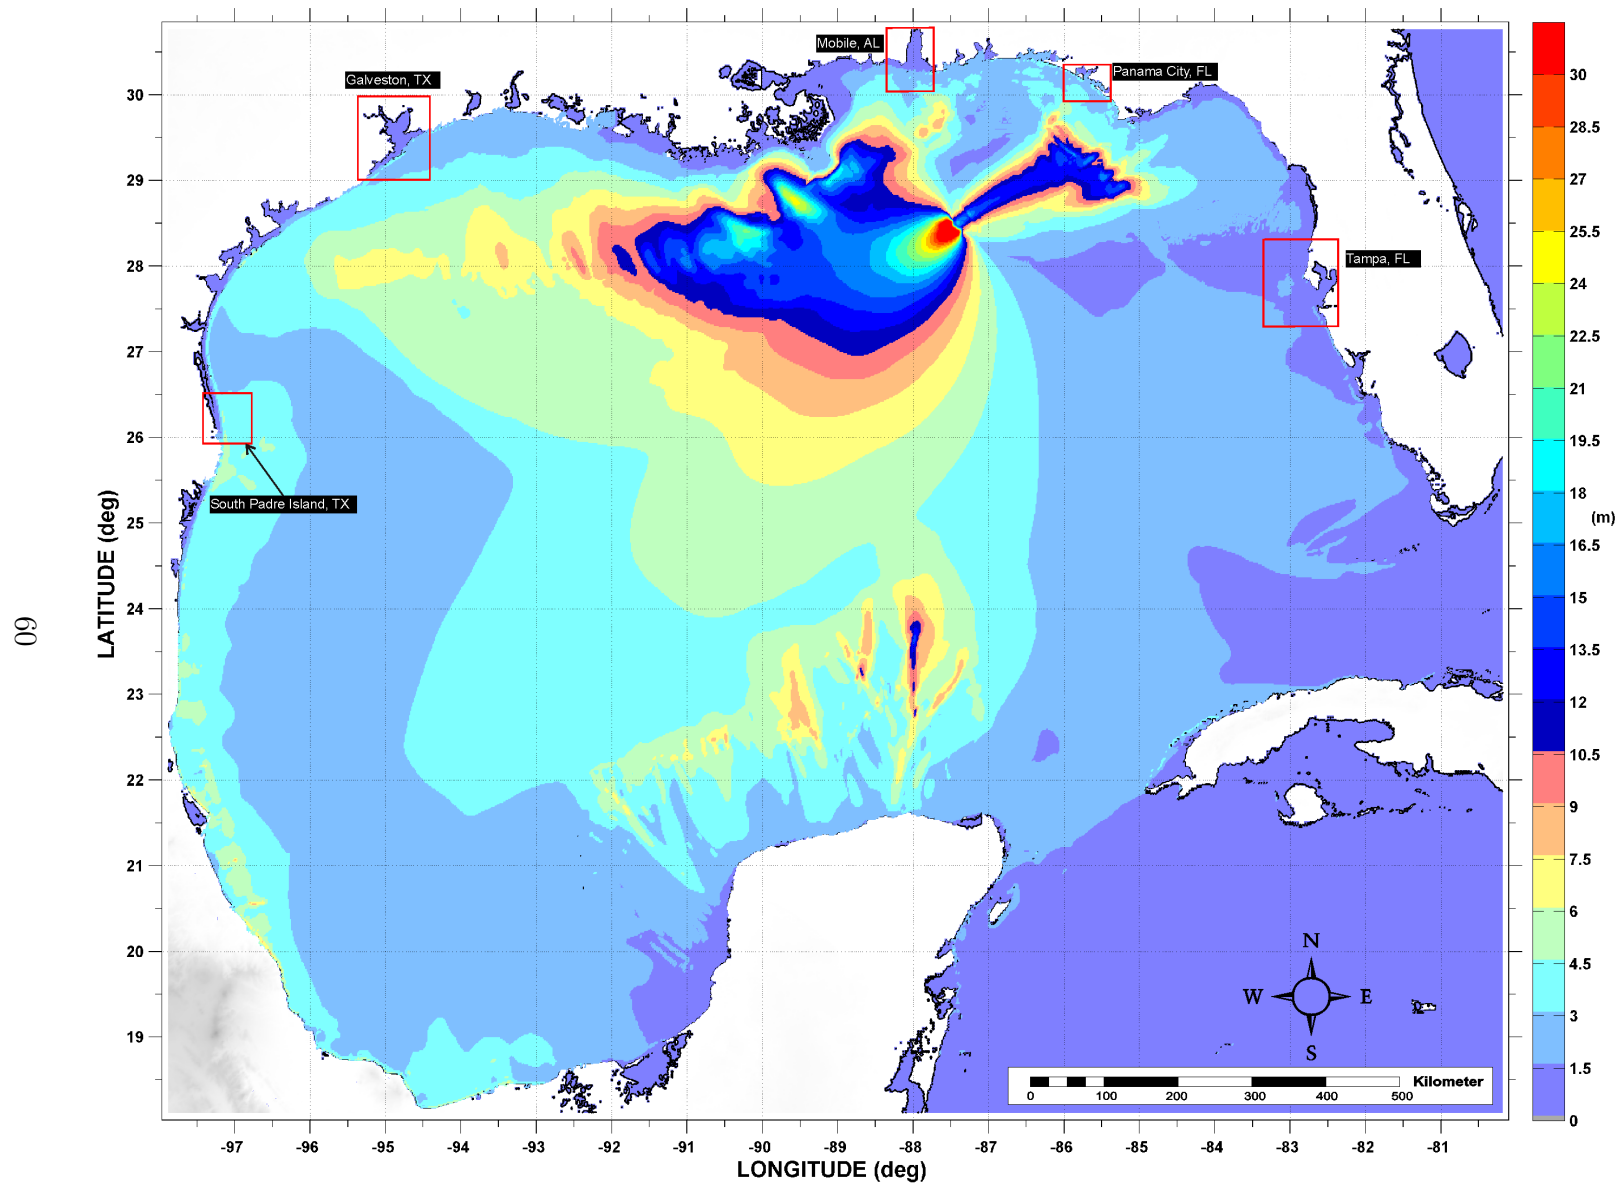 Mobile, AL
Panama City, FL
Galveston, TX
Tampa, FL
South Padre Island, TX
LATITUDE (deg)
30
29
28
27
26
25
24
23
22
21
20
19
-97 -96 -95 -94 -93 -92 -91 -90 -89 -88 -87 -86 -85 -84 -83 -82 -81
LONGITUDE (deg)
N
W E
S
Kilometer
0 100 200 300 400 500
30
28.5
27
25.5
24
22.5
21
19.5
18
(m)
16.5
15
13.5
12
10.5
9
7.5
6
4.5
3
1.5
0
60